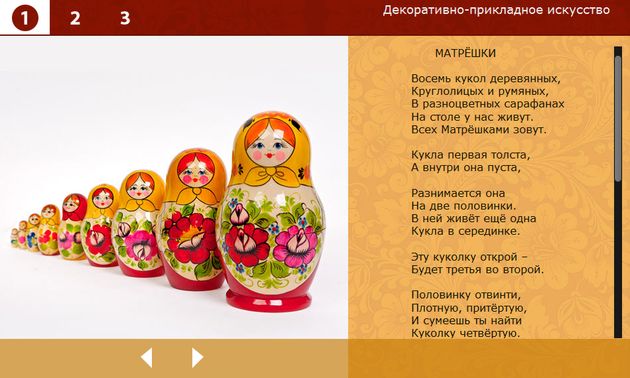 1 2 3
Декоративно-прикладное искусство
МАТРЁШКИ
Восемь кукол деревянных,
Круглолицых и румяных,
В разноцветных сарафанах
На столе у нас живут.
Всех Матрёшками зовут.
Кукла первая толста,
А внутри она пуста,
Разнимается она
На две половинки.
В ней живёт ещё одна
Кукла в серединке.
Эту куколку открой –
Будет третья во второй.
Половинку отвинти,
Плотную, притёртую,
И сумеешь ты найти
Куколку четвёртую.